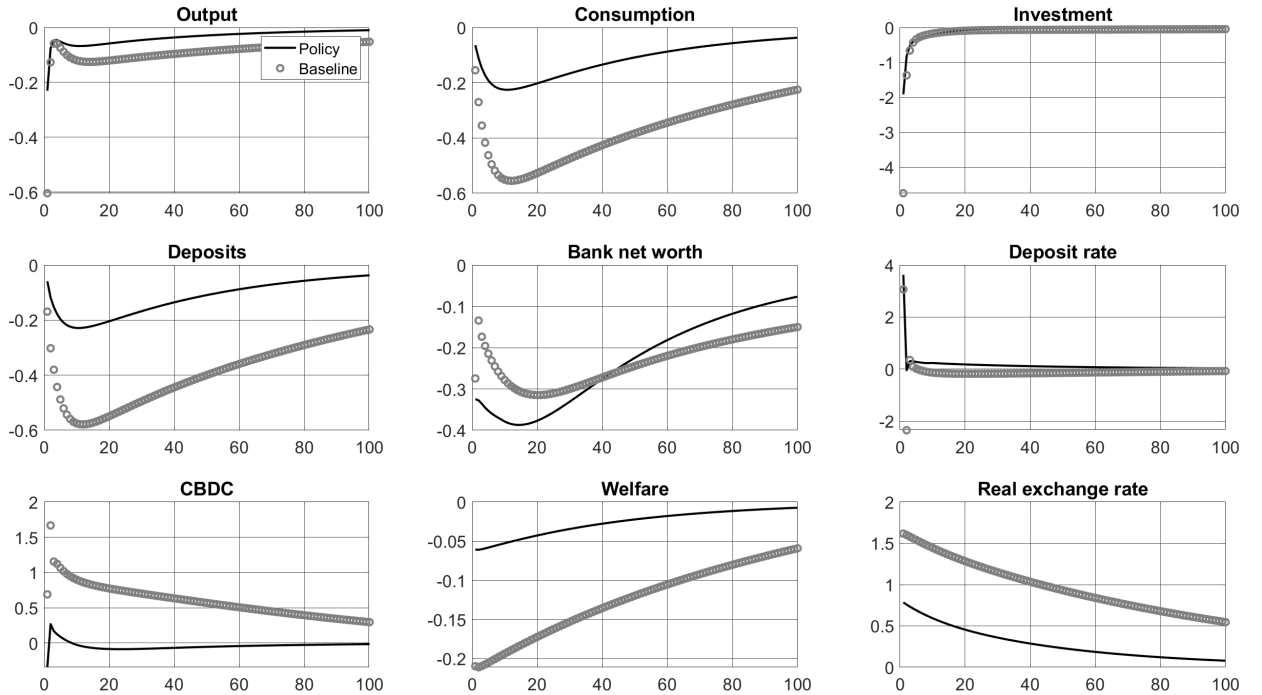 Output
0
-0.2
-0.4
-0.6
0 20 40 60 80 100
Policy
Baseline
Consumption
0
-0.2
-0.4
-0.6
0 20 40 60 80 100
Investment
0
-1
-2
-3
-4
0 20 40 60 80 100
Deposits
0
-0.2
-0.4
-0.6
0 20 40 60 80 100
Bank net worth
0
-0.1
-0.2
-0.3
-0.4
0 20 40 60 80 100
Deposit rate
4
2
0
-2
0 20 40 60 80 100
CBDC
2
1.5
1
0.5
0
0 20 40 60 80 100
Welfare
0
-0.05
-0.1
-0.15
-0.2
0 20 40 60 80 100
Real exchange rate
2
1.5
1
0.5
0
0 20 40 60 80 100